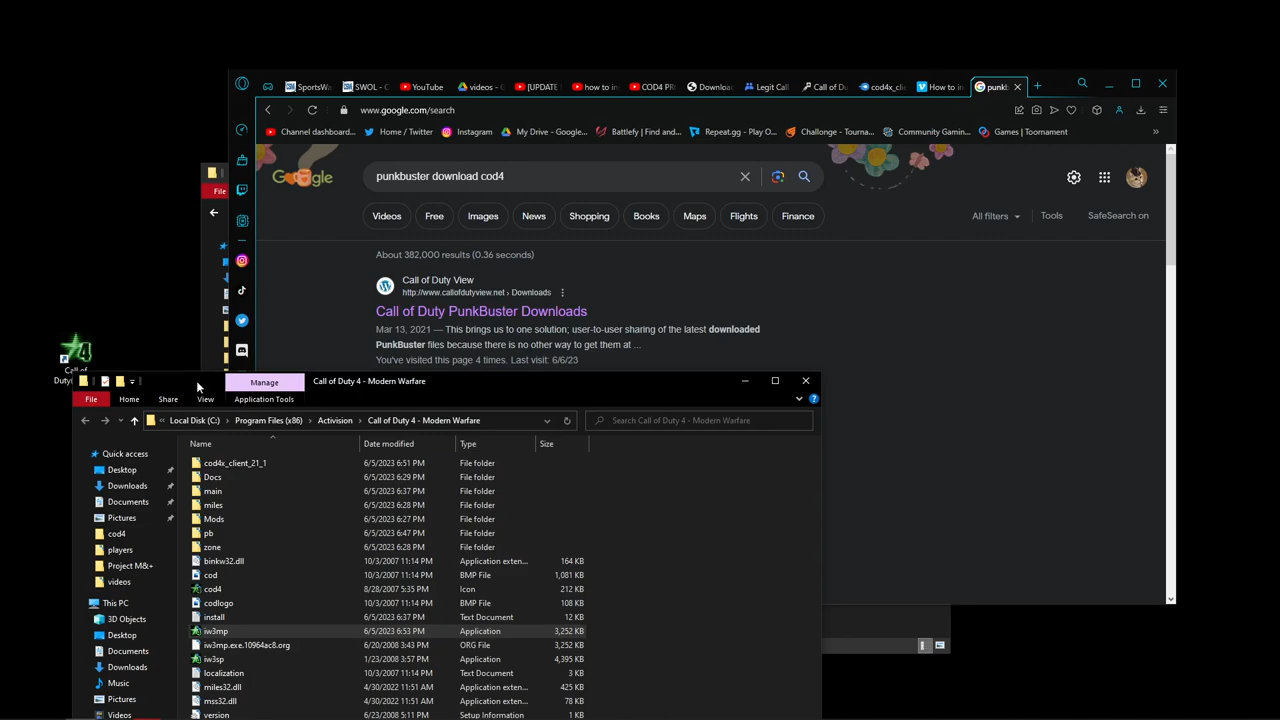 SportsWa
SWOL - C
YouTube
videos - G
[UPDATE
how to in
COD4 PR
Downloa
Legit Call
Call of Du
cod4x_cli
How to in
punkb
www.google.com/search
Channel dashboard...
Home / Twitter
Instagram
My Drive - Google...
Battlefy | Find and...
Repeat.gg - Play O...
Challonge - Tourna...
Community Gamin...
Games | Toornament
»
Google
punkbuster download cod4
Videos
Free
Images
News
Shopping
Books
Maps
Flights
Finance
All filters
Tools
SafeSearch on
About 382,000 results (0.36 seconds)
Call of Duty View
http://www.callofdutyview.net › Downloads
Call of Duty PunkBuster Downloads
Mar 13, 2021 — This brings us to one solution; user-to-user sharing of the latest downloaded
PunkBuster files because there is no other way to get them at ...
You've visited this page 4 times. Last visit: 6/6/23
File
4
Call of
Duty(
Manage
Call of Duty 4 - Modern Warfare
File
Home
Share
View
Application Tools
« Local Disk (C:) › Program Files (x86) › Activision › Call of Duty 4 - Modern Warfare
Search Call of Duty 4 - Modern Warfare
Quick access
Desktop
Downloads
Documents
Pictures
cod4
players
Project M&+
videos
This PC
3D Objects
Desktop
Documents
Downloads
Music
Pictures
Videos
Name Date modified Type Size
cod4x_client_21_1 6/5/2023 6:51 PM File folder
Docs 6/5/2023 6:29 PM File folder
main 6/5/2023 6:37 PM File folder
miles 6/5/2023 6:28 PM File folder
Mods 6/5/2023 6:27 PM File folder
pb 6/5/2023 6:47 PM File folder
zone 6/5/2023 6:28 PM File folder
binkw32.dll 10/3/2007 11:14 PM Application exten... 164 KB
cod 10/3/2007 11:14 PM BMP File 1,081 KB
cod4 8/28/2007 5:35 PM Icon 212 KB
codlogo 10/3/2007 11:14 PM BMP File 108 KB
install 6/5/2023 6:37 PM Text Document 12 KB
iw3mp 6/5/2023 6:53 PM Application 3,252 KB
iw3mp.exe.10964ac8.org 6/20/2008 3:43 PM ORG File 3,252 KB
iw3sp 1/23/2008 3:57 PM Application 4,395 KB
localization 10/3/2007 11:14 PM Text Document 3 KB
miles32.dll 4/30/2022 11:51 AM Application exten... 425 KB
mss32.dll 4/30/2022 11:51 AM Application exten... 78 KB
version 6/23/2008 5:11 PM Setup Information 1 KB